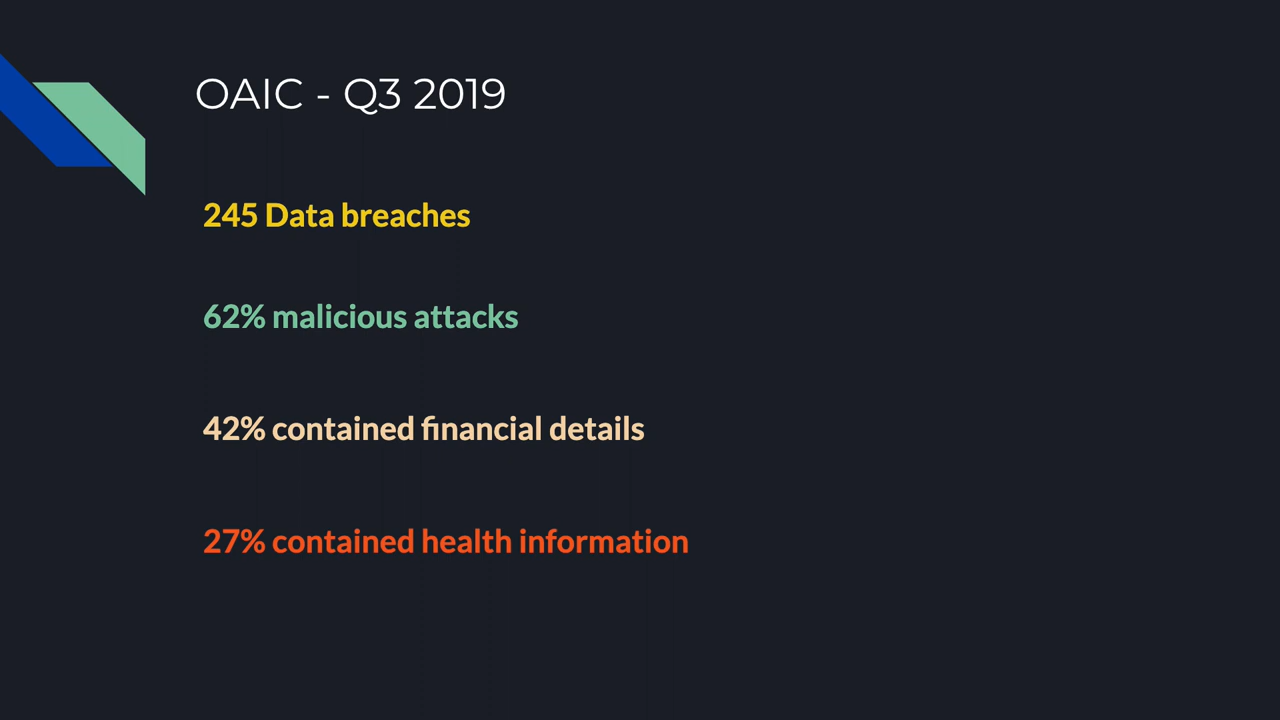 OAIC - Q3 2019
245 Data breaches
62% malicious attacks
42% contained financial details
27% contained health information